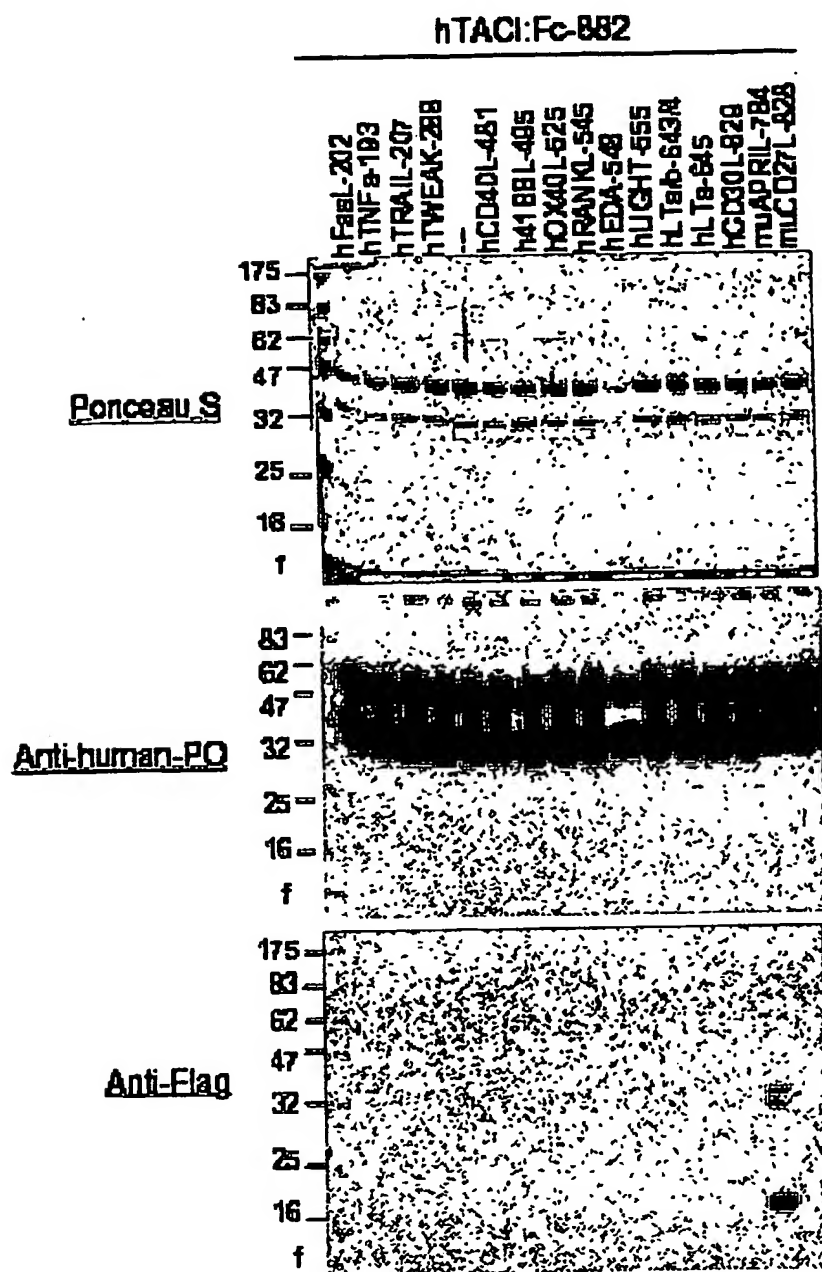 hTACI:Fc-882
hFasL-202
hTNFa-193
hTRAIL-207
hTWEAK-288
--
hCD40L-481
h41BBL-495
hOX40L-525
hRANKL-545
hEDA-548
hLIGHT-555
hLTa/b-643/4
hLTa-645
hCD30L-829
muAPRIL-784
muCD27L-828
175
83
62
47
Ponceau S
32
25
16
f
83
62
47
Anti-human-PO
32
25
16
f
175
83
62
47
Anti-Flag
32
25
16
f